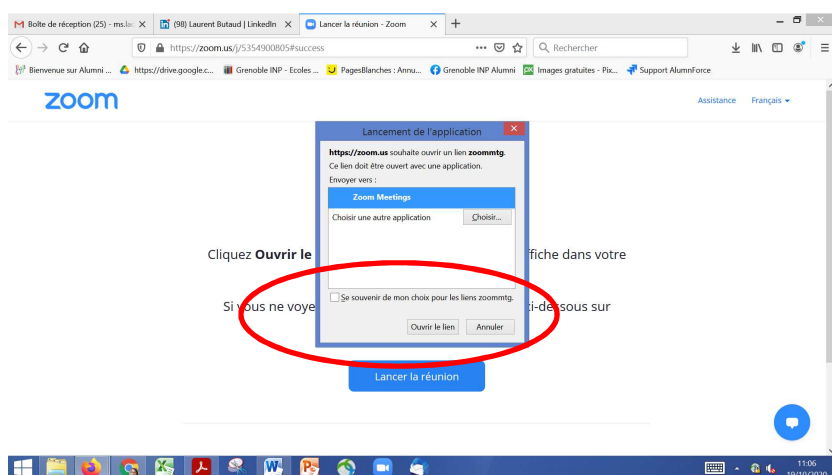 Boîte de réception (25) - ms.lac
(98) Laurent Butaud | LinkedIn
Lancer la réunion - Zoom
https://zoom.us/j/5354900805#success
Rechercher
Bienvenue sur Alumni ...
https://drive.google.c...
Grenoble INP - Ecoles ...
PagesBlanches : Annu...
Grenoble INP Alumni
Images gratuites - Pix...
Support AlumnForce
zoom
Assistance
Français
Lancement de l'application
https://zoom.us souhaite ouvrir un lien zoommtg.
Ce lien doit être ouvert avec une application.
Envoyer vers :
Zoom Meetings
Choisir une autre application
Choisir...
Cliquez Ouvrir le
ffiche dans votre
Se souvenir de mon choix pour les liens zoommtg.
Si vous ne voye
ci-dessous sur
Ouvrir le lien
Annuler
Lancer la réunion
11:06
19/10/2020